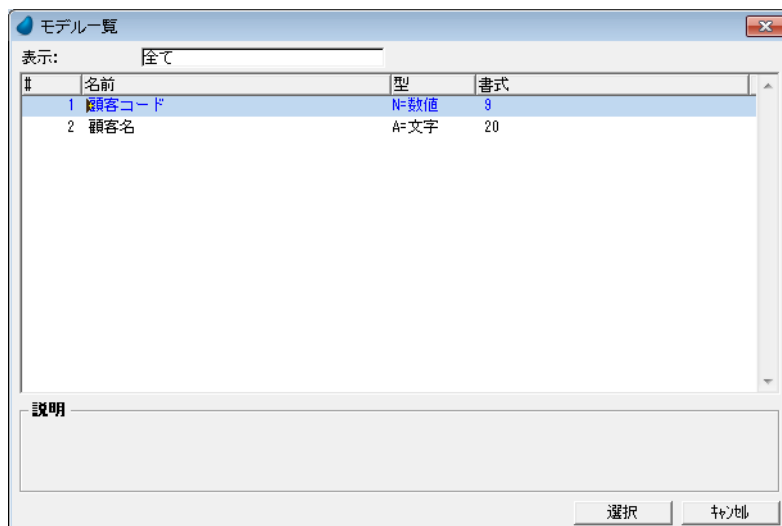 モデル一覧
表示: 全て
# 名前 型 書式
1 顧客コード N=数値 9
2 顧客名 A=文字 20
説明
選択 ｷｬﾝｾﾙ